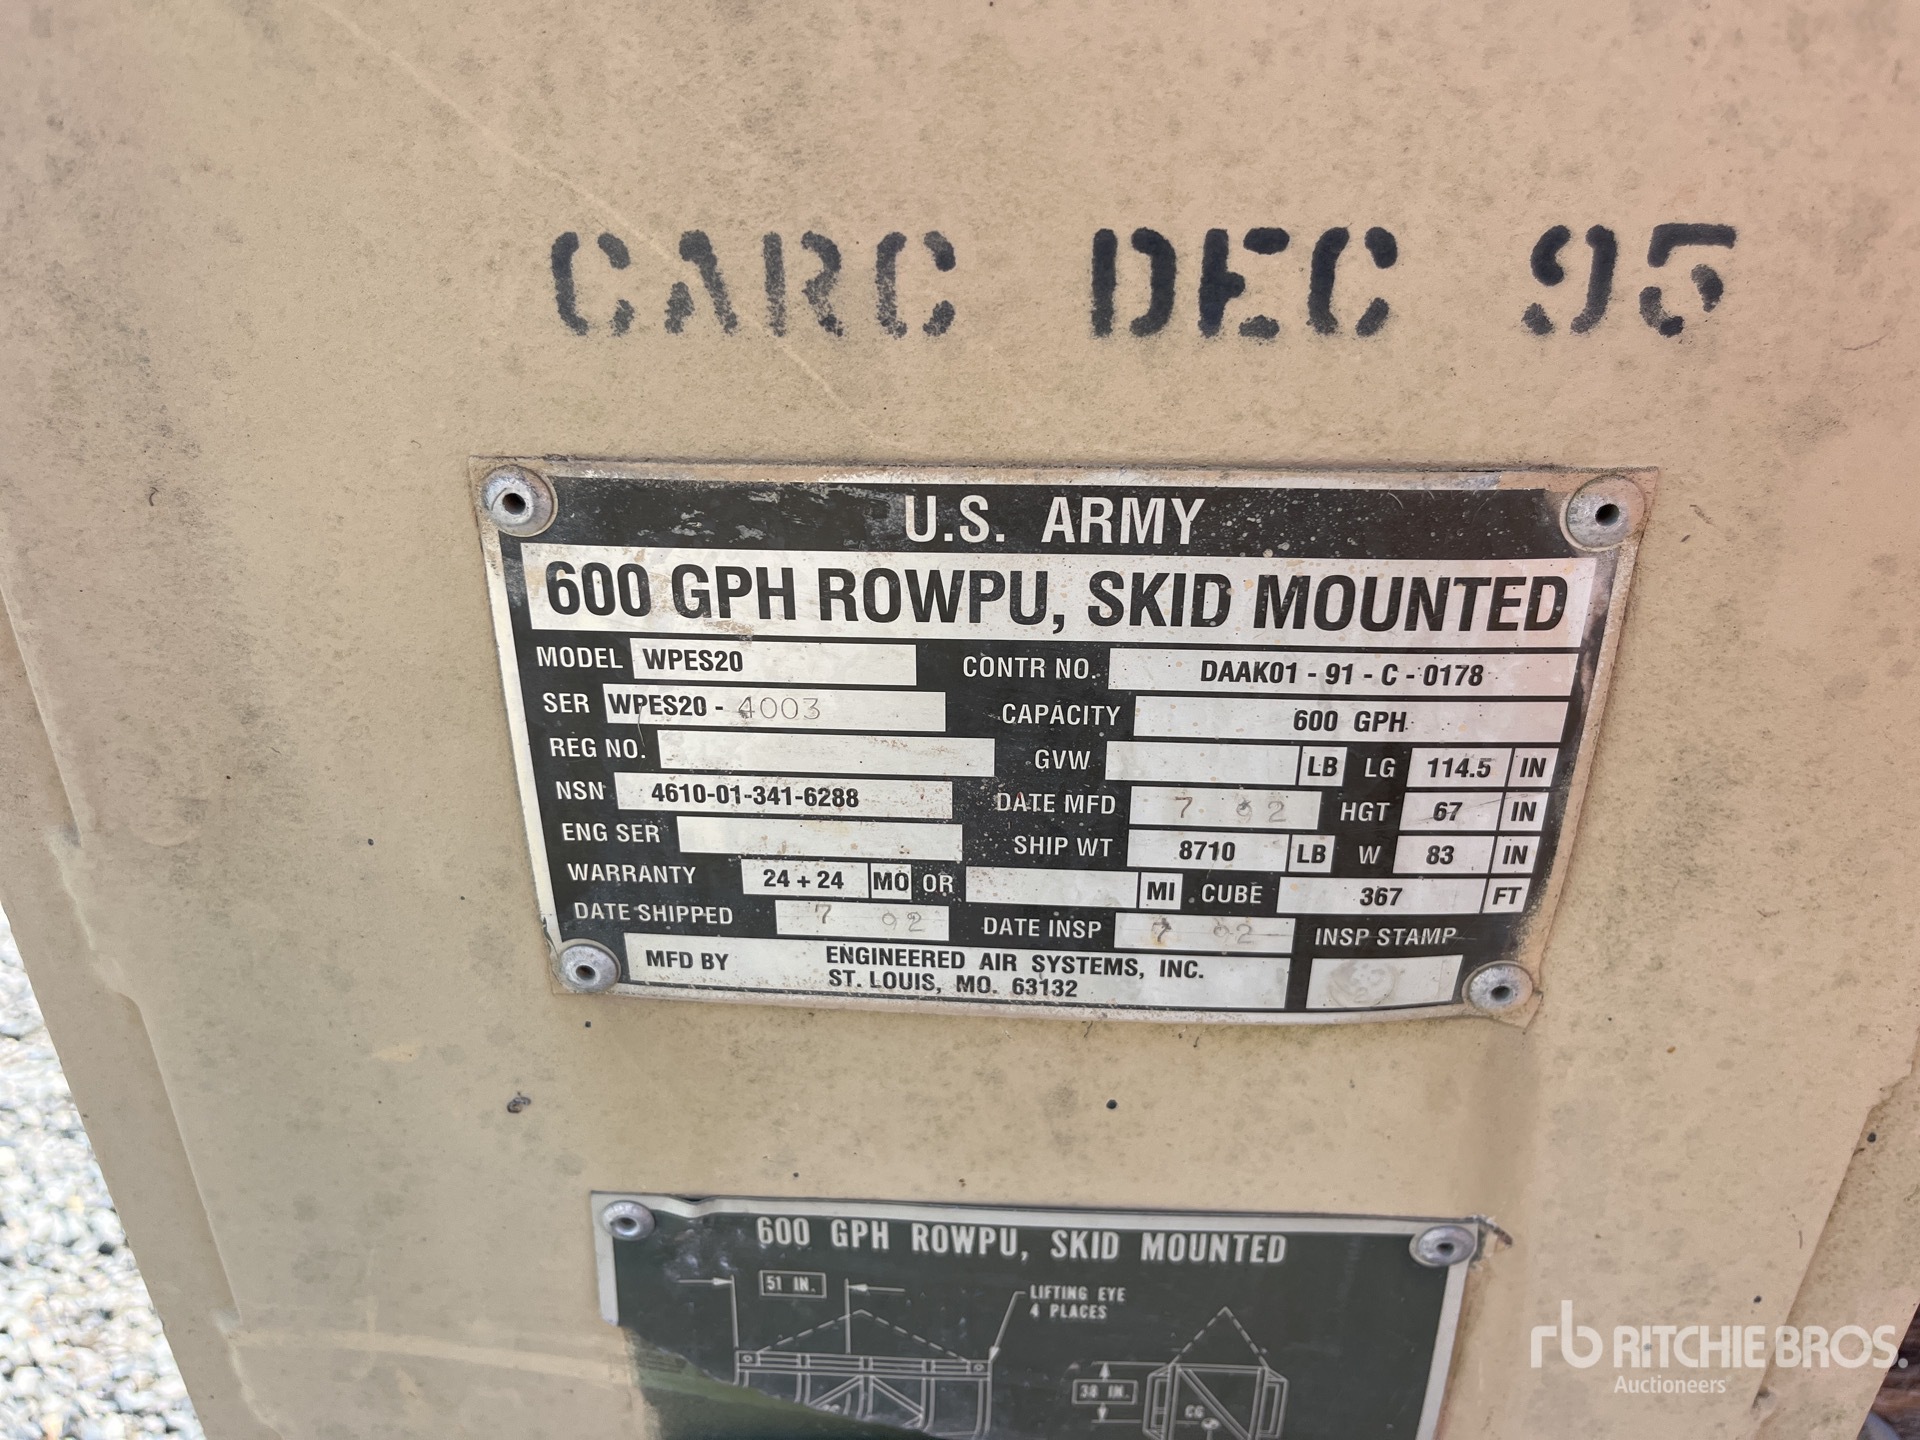 CARC DEC 95
U.S. ARMY
600 GPH ROWPU, SKID MOUNTED
MODEL WPES20 CONTR NO. DAAK01 - 91 - C - 0178
SER WPES20 - 4003 CAPACITY 600 GPH
REG NO. GVW LB LG 114.5 IN
NSN 4610-01-341-6288 DATE MFD 7 92 HGT 67 IN
ENG SER SHIP WT 8710 LB W 83 IN
WARRANTY 24 + 24 MO OR MI CUBE 367 FT
DATE SHIPPED 7 92 DATE INSP 7 92 INSP STAMP
MFD BY ENGINEERED AIR SYSTEMS, INC.
ST. LOUIS, MO. 63132
600 GPH ROWPU, SKID MOUNTED
51 IN.
LIFTING EYE
4 PLACES
38 IN.
CG
rb RITCHIE BROS.
Auctioneers